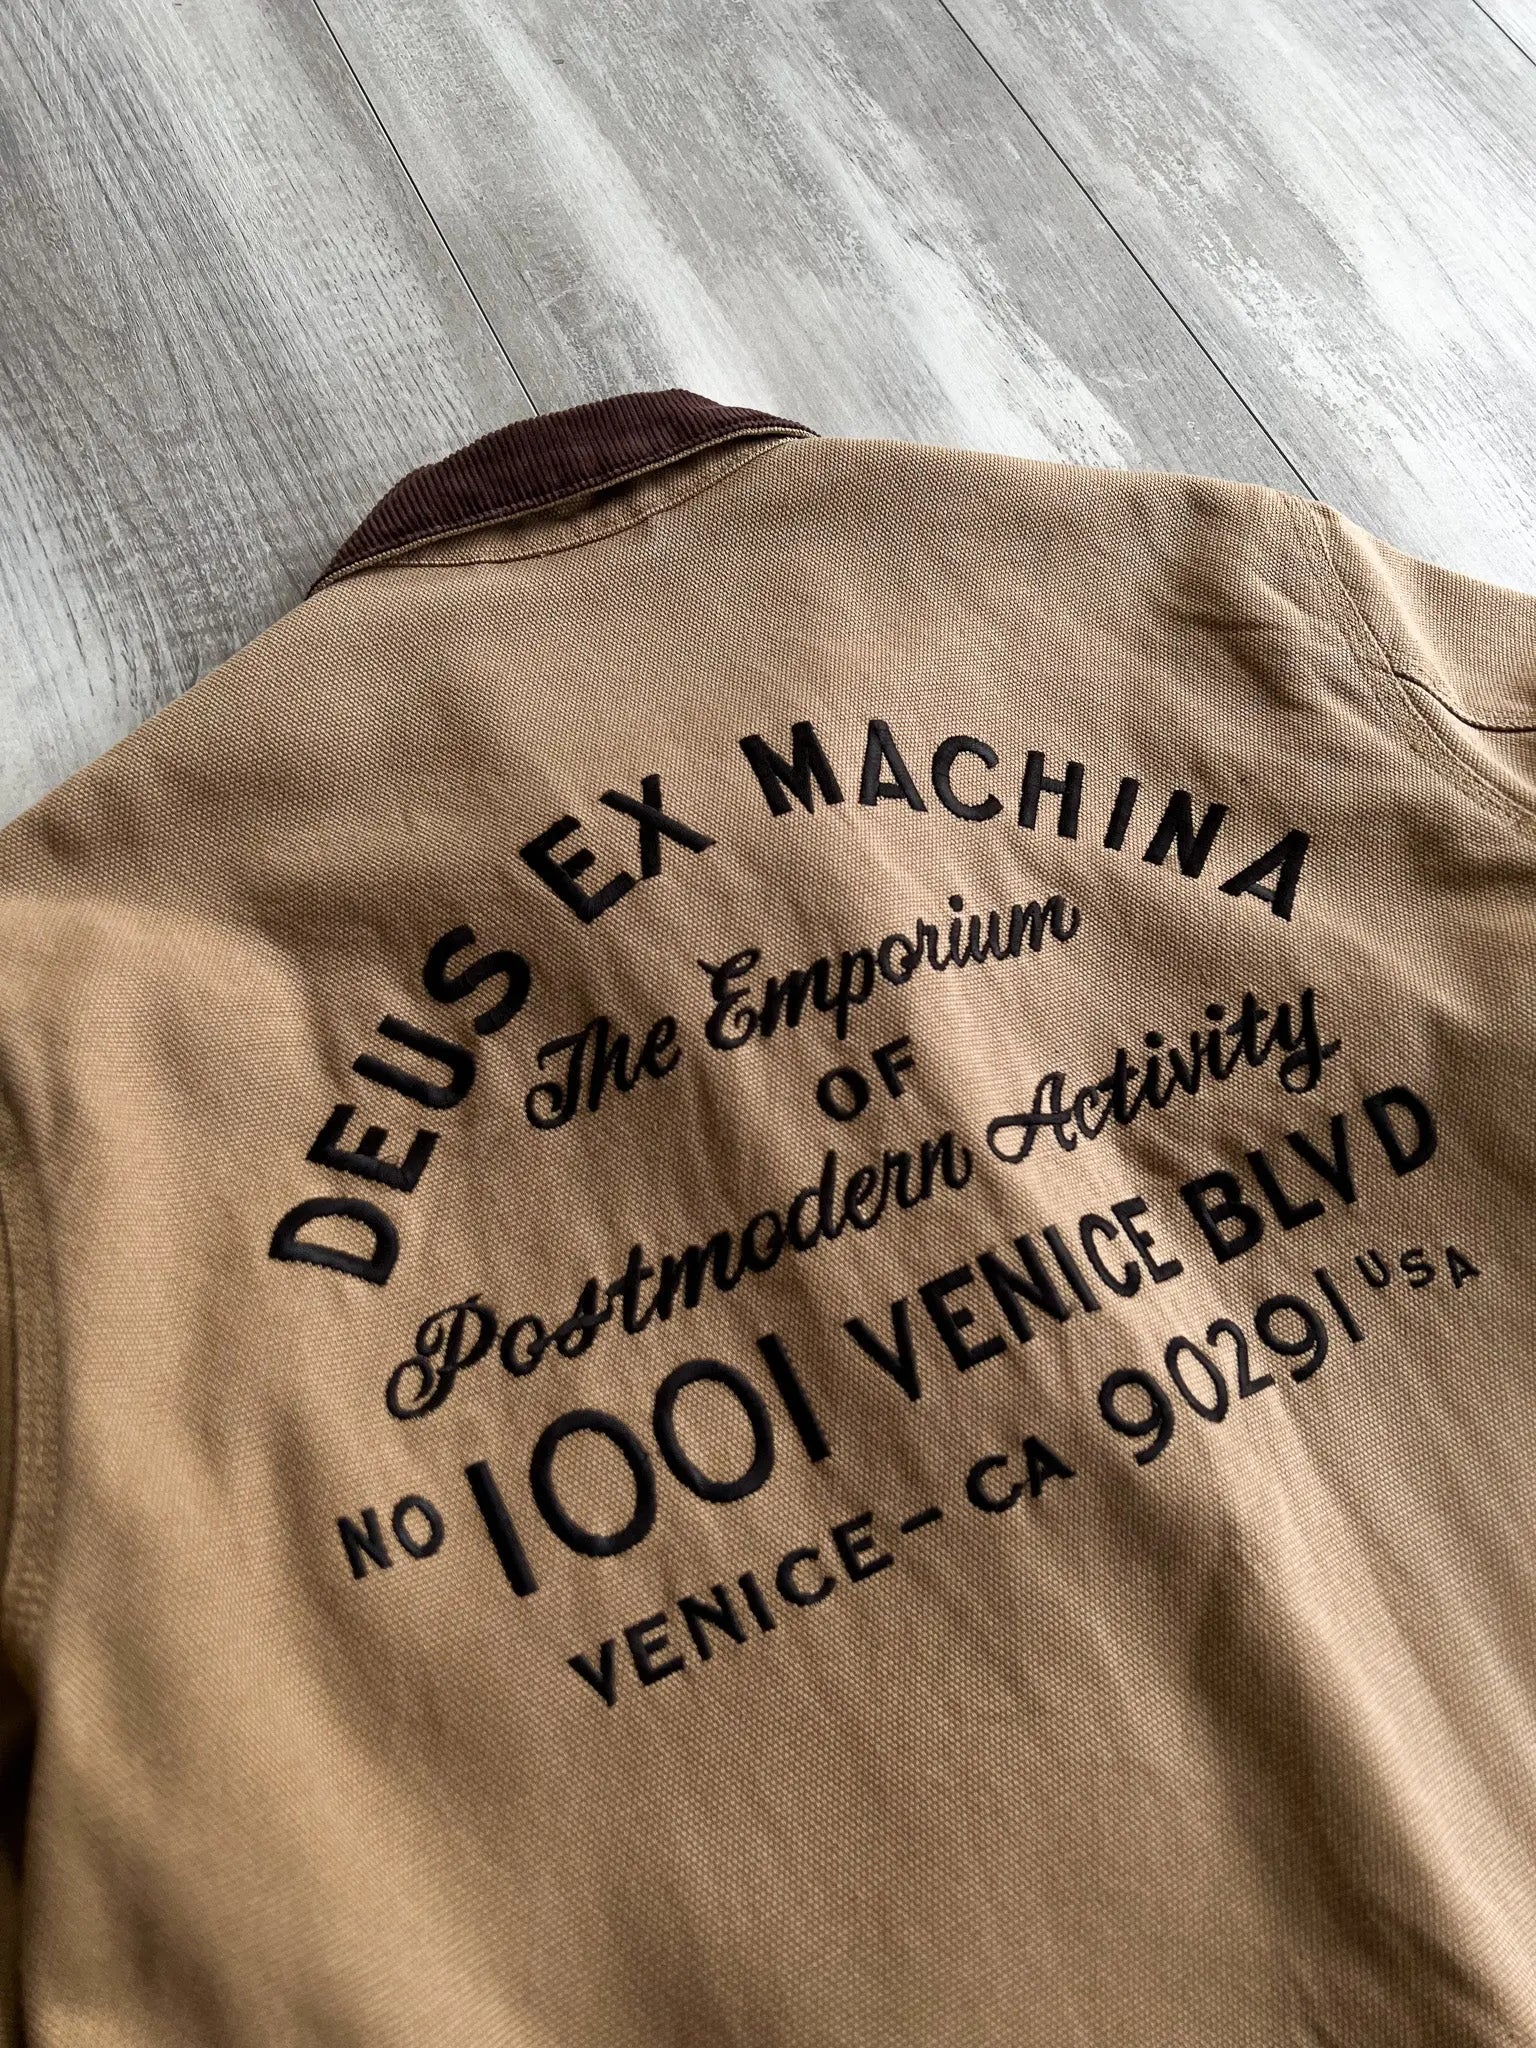 DEUS EX MACHINA
The Emporium
OF
Postmodern Activity
NO 1001 VENICE BLVD
VENICE - CA 90291 USA